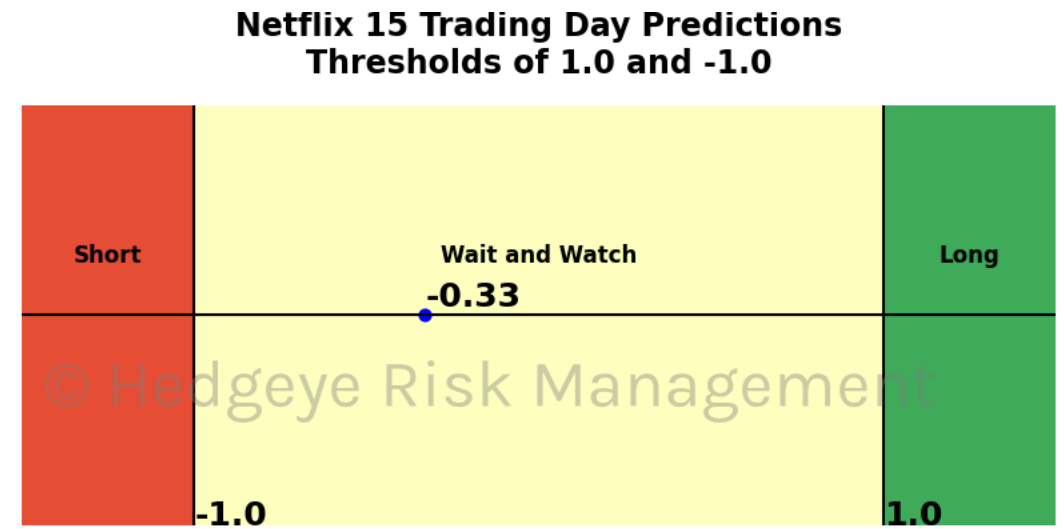 Netflix 15 Trading Day Predictions
Thresholds of 1.0 and -1.0
Short
Wait and Watch
Long
-0.33
© Hedgeye Risk Management
-1.0
1.0